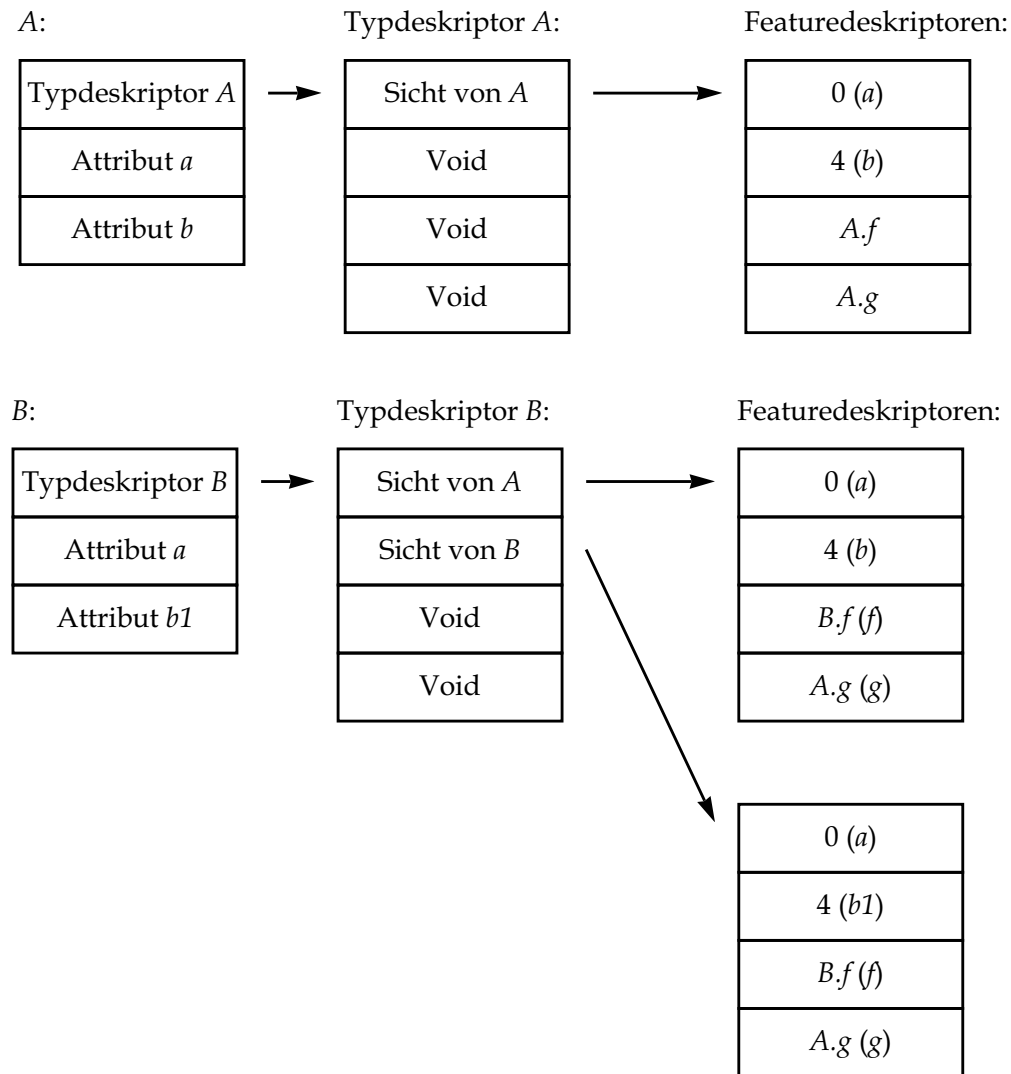 A:
Typdeskriptor A:
Featuredeskriptoren:
Typdeskriptor A
Sicht von A
0 (a)
Attribut a
Void
4 (b)
Attribut b
Void
A.f
Void
A.g
B:
Typdeskriptor B:
Featuredeskriptoren:
Typdeskriptor B
Sicht von A
0 (a)
Attribut a
Sicht von B
4 (b)
Attribut b1
Void
B.f (f)
Void
A.g (g)
0 (a)
4 (b1)
B.f (f)
A.g (g)